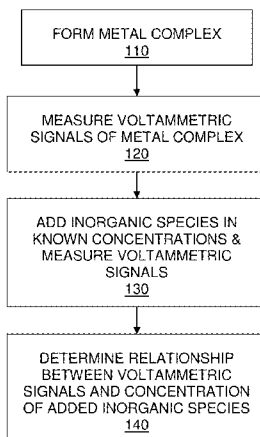 FORM METAL COMPLEX
110
MEASURE VOLTAMMETRIC
SIGNALS OF METAL COMPLEX
120
ADD INORGANIC SPECIES IN
KNOWN CONCENTRATIONS &
MEASURE VOLTAMMETRIC
SIGNALS
130
DETERMINE RELATIONSHIP
BETWEEN VOLTAMMETRIC
SIGNALS AND CONCENTRATION
OF ADDED INORGANIC SPECIES
140